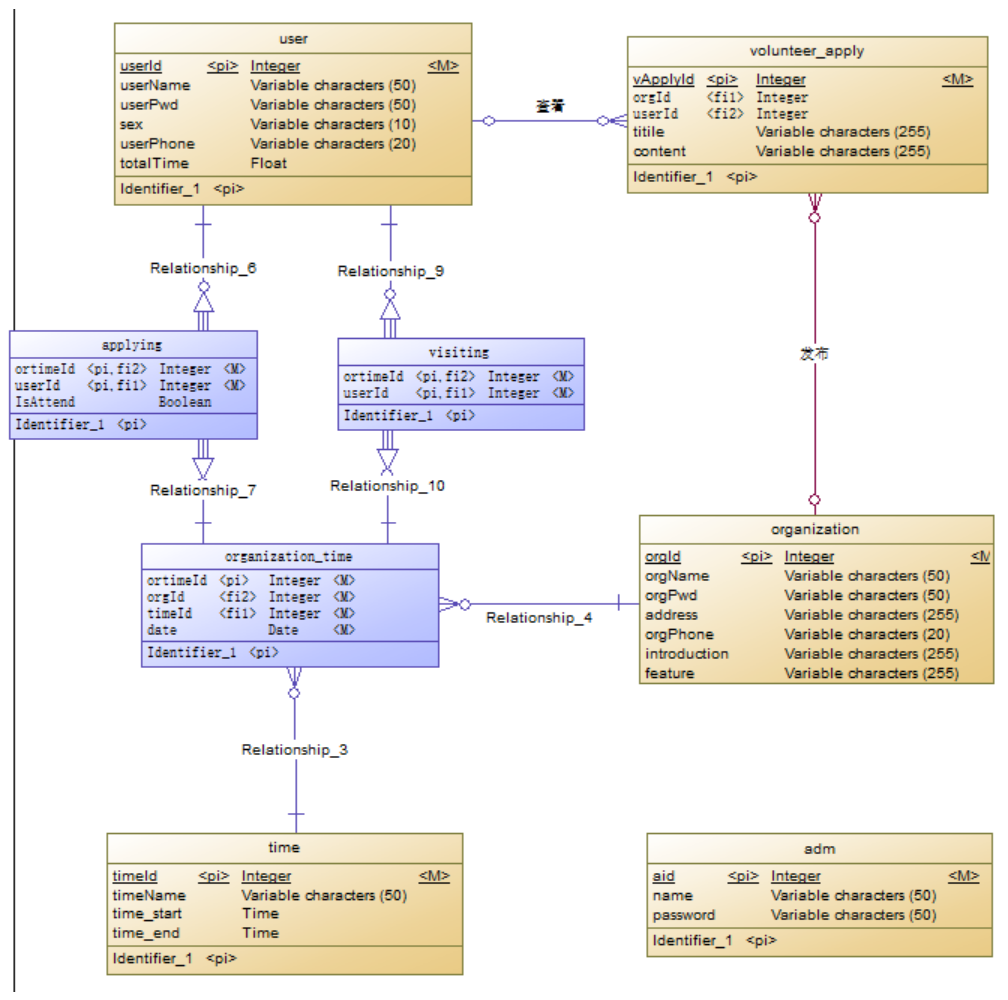 user
userId <pi> Integer <M>
userName Variable characters (50)
userPwd Variable characters (50)
sex Variable characters (10)
userPhone Variable characters (20)
totalTime Float
Identifier_1 <pi>
查看
volunteer_apply
vApplyId <pi> Integer <M>
orgId <fi1> Integer
userId <fi2> Integer
titile Variable characters (255)
content Variable characters (255)
Identifier_1 <pi>
Relationship_6
Relationship_9
applying
ortimeId <pi,fi2> Integer <M>
userId <pi,fi1> Integer <M>
IsAttend Boolean
Identifier_1 <pi>
visiting
ortimeId <pi,fi2> Integer <M>
userId <pi,fi1> Integer <M>
Identifier_1 <pi>
发布
Relationship_7
Relationship_10
organization_time
ortimeId <pi> Integer <M>
orgId <fi2> Integer <M>
timeId <fi1> Integer <M>
date Date <M>
Identifier_1 <pi>
Relationship_4
organization
orgId <pi> Integer <M
orgName Variable characters (50)
orgPwd Variable characters (50)
address Variable characters (255)
orgPhone Variable characters (20)
introduction Variable characters (255)
feature Variable characters (255)
Relationship_3
time
timeId <pi> Integer <M>
timeName Variable characters (50)
time_start Time
time_end Time
Identifier_1 <pi>
adm
aid <pi> Integer <M>
name Variable characters (50)
password Variable characters (50)
Identifier_1 <pi>